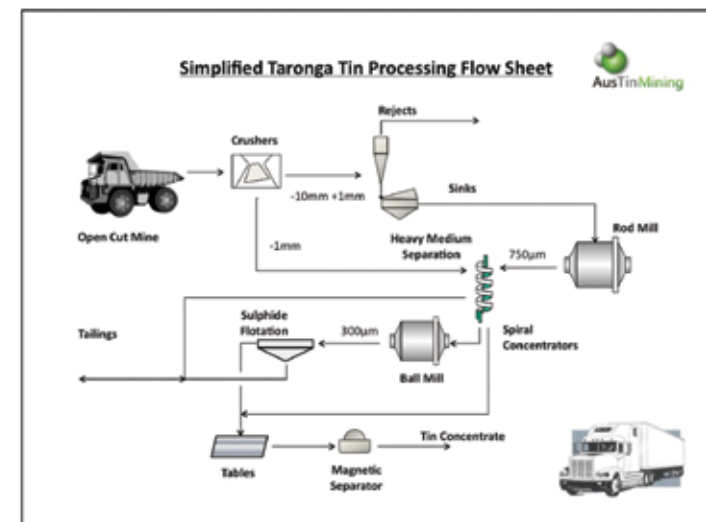 Simplified Taronga Tin Processing Flow Sheet
AusTinMining
Rejects
Crushers
-10mm +1mm
Sinks
Open Cut Mine
-1mm
Heavy Medium
Separation
750µm
Rod Mill
Tailings
Sulphide
Flotation
300µm
Ball Mill
Spiral
Concentrators
Tables
Magnetic
Separator
Tin Concentrate